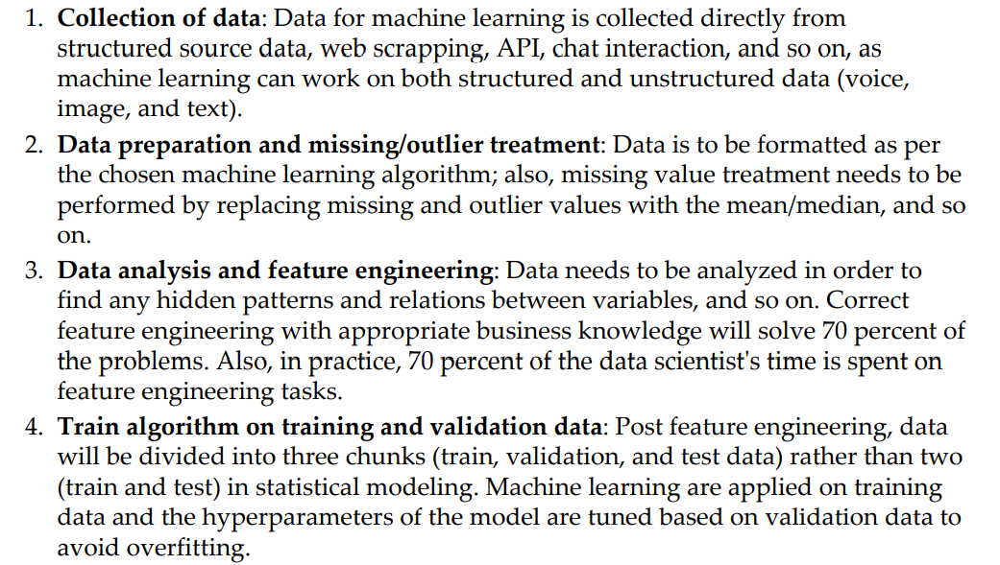 1. Collection of data: Data for machine learning is collected directly from
structured source data, web scrapping, API, chat interaction, and so on, as
machine learning can work on both structured and unstructured data (voice,
image, and text).
2. Data preparation and missing/outlier treatment: Data is to be formatted as per
the chosen machine learning algorithm; also, missing value treatment needs to be
performed by replacing missing and outlier values with the mean/median, and so
on.
3. Data analysis and feature engineering: Data needs to be analyzed in order to
find any hidden patterns and relations between variables, and so on. Correct
feature engineering with appropriate business knowledge will solve 70 percent of
the problems. Also, in practice, 70 percent of the data scientist's time is spent on
feature engineering tasks.
4. Train algorithm on training and validation data: Post feature engineering, data
will be divided into three chunks (train, validation, and test data) rather than two
(train and test) in statistical modeling. Machine learning are applied on training
data and the hyperparameters of the model are tuned based on validation data to
avoid overfitting.